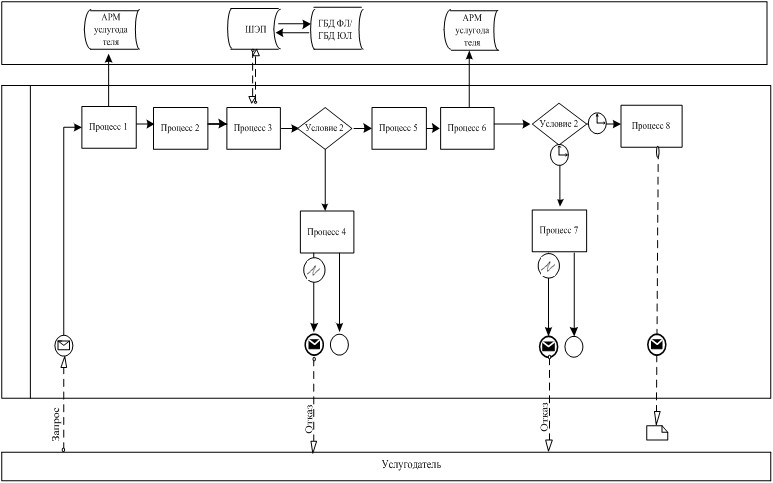 АРМ
услугода
теля
ШЭП
ГБД ФЛ/
ГБД ЮЛ
АРМ
услугода
теля
Процесс 1
Процесс 2
Процесс 3
Условие 2
Процесс 5
Процесс 6
Условие 2
Процесс 8
Процесс 4
Процесс 7
Запрос
Отказ
Отказ
Услугодатель